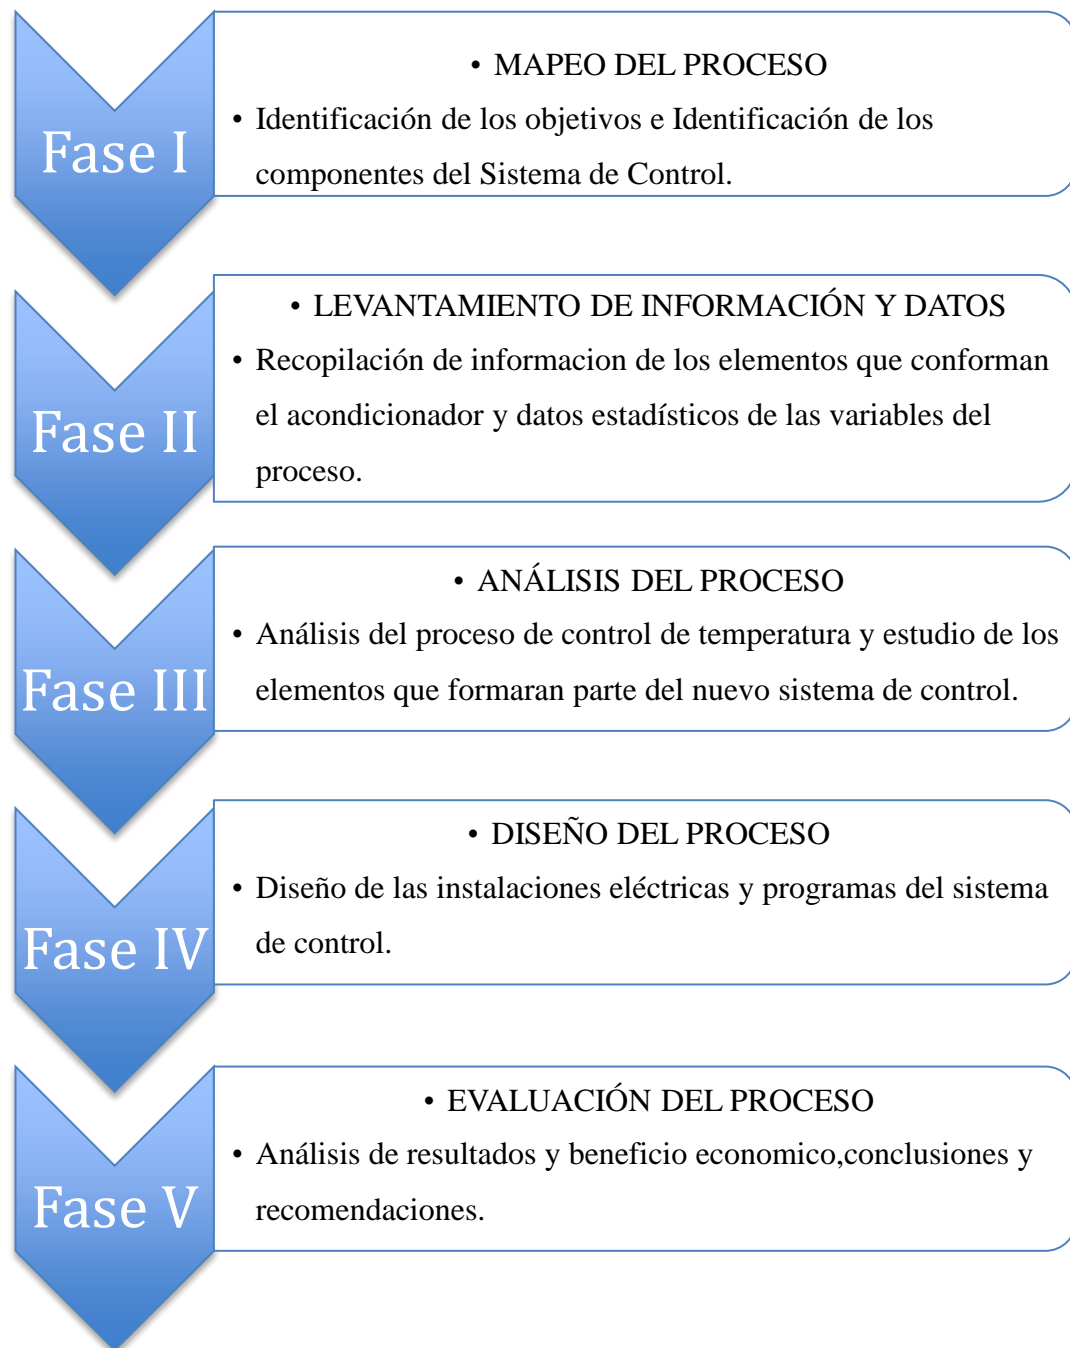 Fase I
• MAPEO DEL PROCESO
• Identificación de los objetivos e Identificación de los
componentes del Sistema de Control.
Fase II
• LEVANTAMIENTO DE INFORMACIÓN Y DATOS
• Recopilación de informacion de los elementos que conforman
el acondicionador y datos estadísticos de las variables del
proceso.
Fase III
• ANÁLISIS DEL PROCESO
• Análisis del proceso de control de temperatura y estudio de los
elementos que formaran parte del nuevo sistema de control.
Fase IV
• DISEÑO DEL PROCESO
• Diseño de las instalaciones eléctricas y programas del sistema
de control.
Fase V
• EVALUACIÓN DEL PROCESO
• Análisis de resultados y beneficio economico,conclusiones y
recomendaciones.